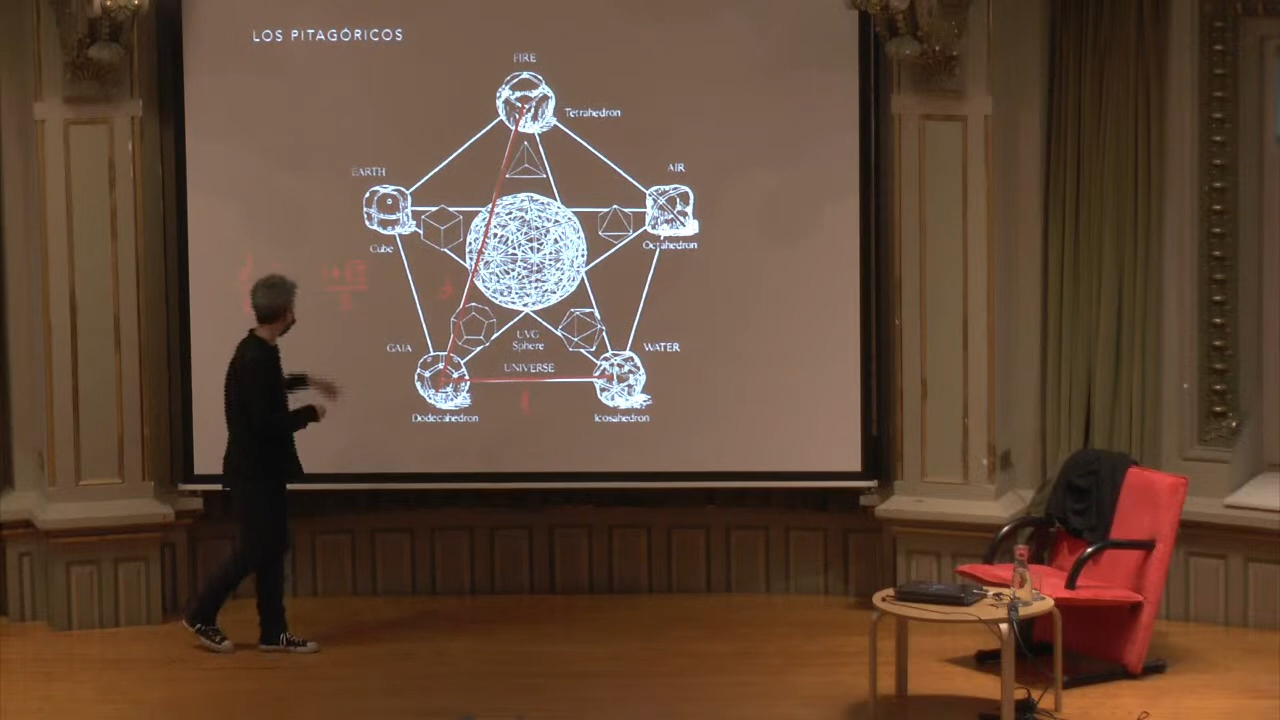 LOS PITAGÓRICOS
FIRE
Tetrahedron
EARTH
AIR
Cube
Octahedron
GAIA
UVG
Sphere
WATER
UNIVERSE
Dodecahedron
Icosahedron